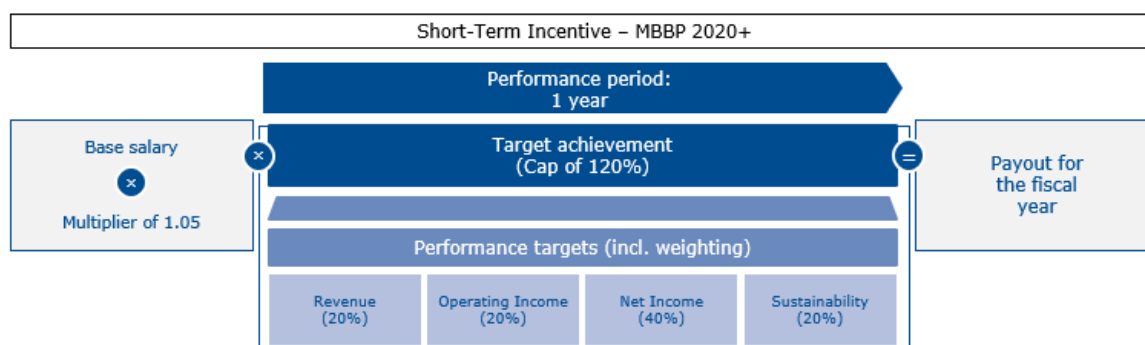 Short-Term Incentive – MBBP 2020+
Performance period:
1 year
Base salary
×
Multiplier of 1.05
×
Target achievement
(Cap of 120%)
=
Payout for
the fiscal
year
Performance targets (incl. weighting)
Revenue
(20%)
Operating Income
(20%)
Net Income
(40%)
Sustainability
(20%)